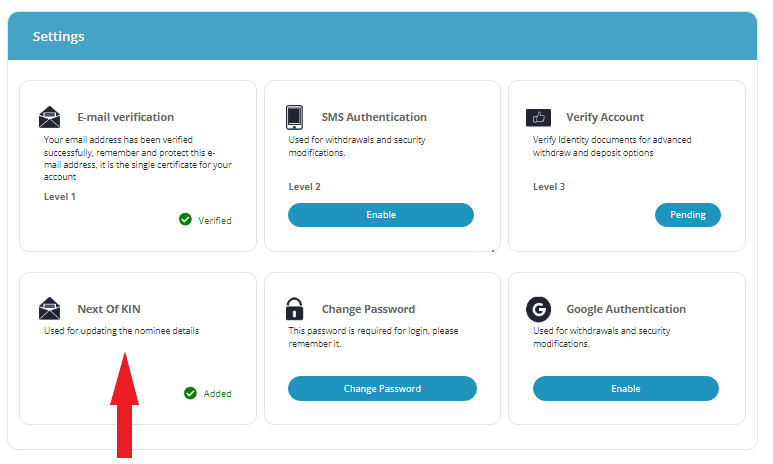 Settings
E-mail verification
Your email address has been verified
successfully, remember and protect this e-
mail address, it is the single certificate for your
account
Level 1
Verified
SMS Authentication
Used for withdrawals and security
modifications.
Level 2
Enable
Verify Account
Verify Identity documents for advanced
withdraw and deposit options
Level 3
Pending
Next Of KIN
Used for updating the nominee details
Added
Change Password
This password is required for login, please
remember it.
Change Password
G
Google Authentication
Used for withdrawals and security
modifications.
Enable